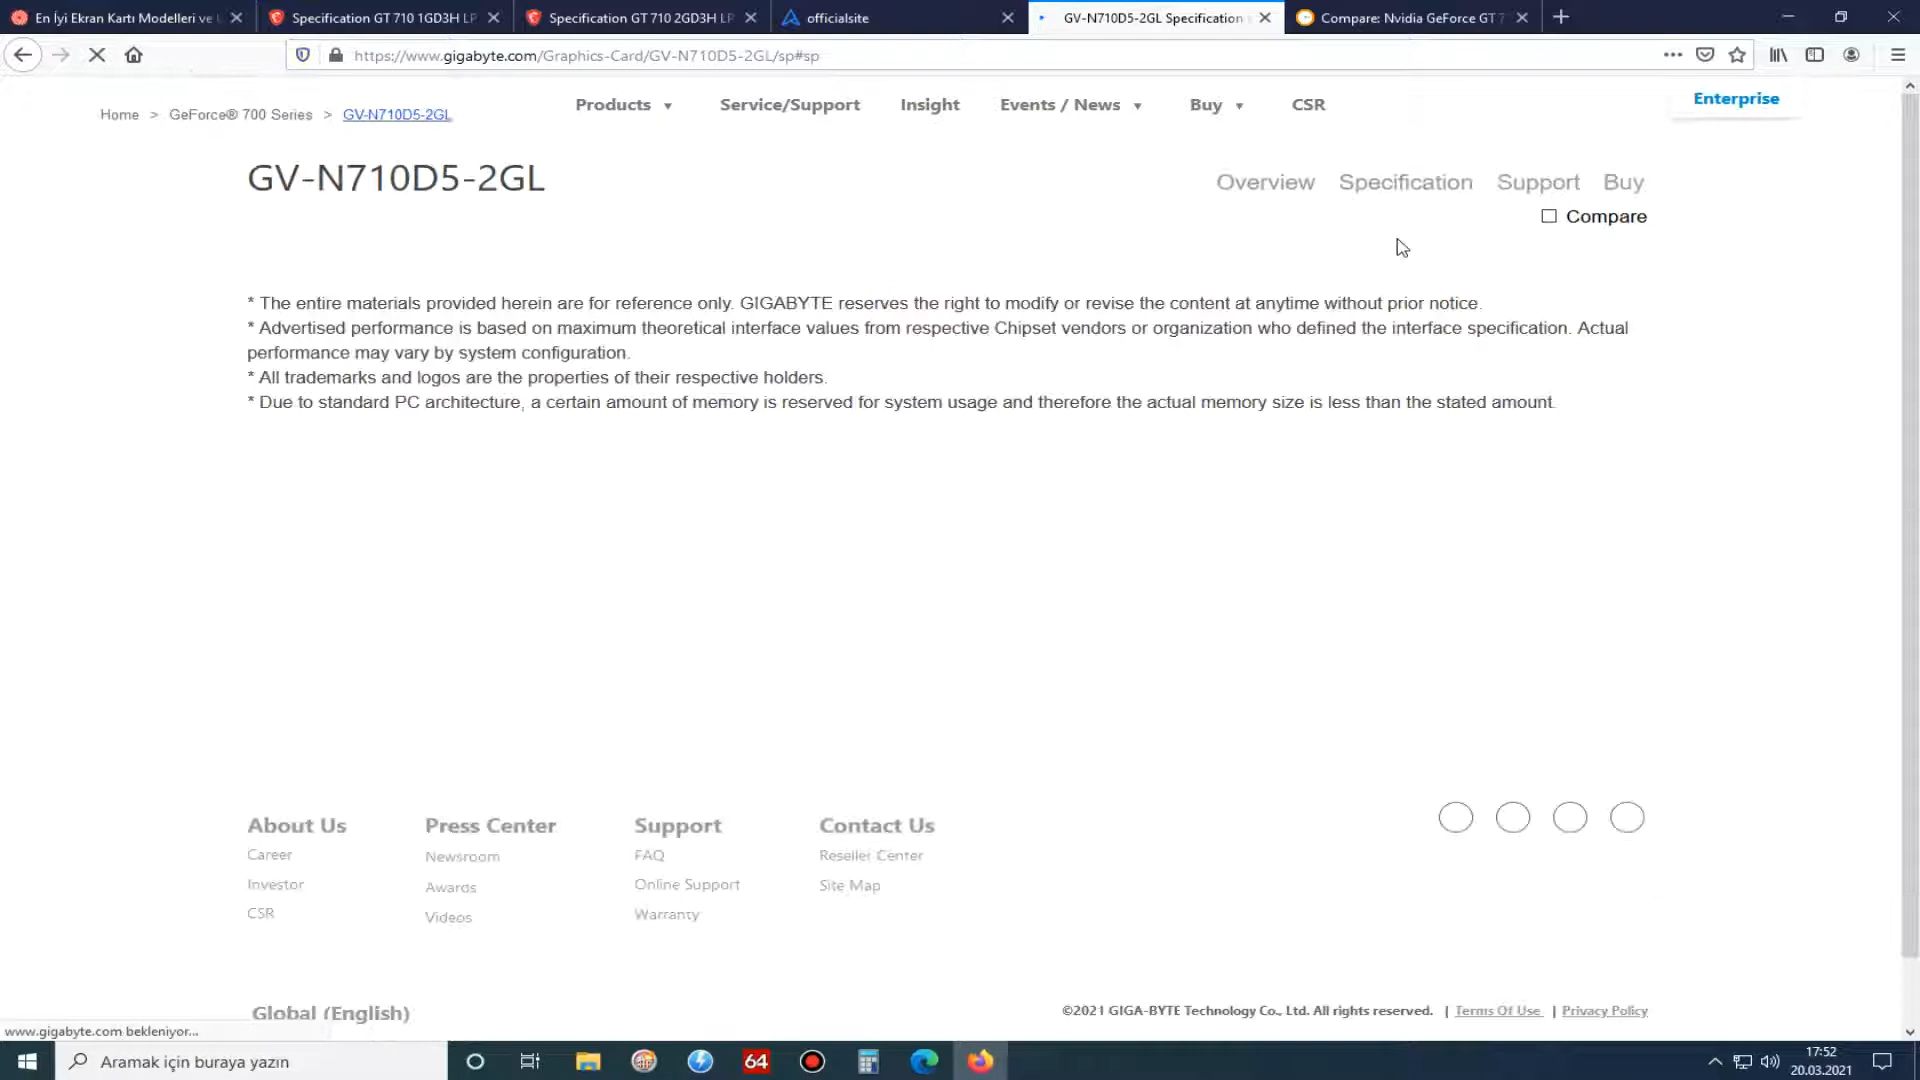 En İyi Ekran Kartı Modelleri ve
Specification GT 710 1GD3H LP
Specification GT 710 2GD3H LP
officialsite
GV-N710D5-2GL Specification
Compare: Nvidia GeForce GT 7
https://www.gigabyte.com/Graphics-Card/GV-N710D5-2GL/sp#sp
Home > GeForce® 700 Series > GV-N710D5-2GL
Products
Service/Support
Insight
Events / News
Buy
CSR
Enterprise
GV-N710D5-2GL
Overview
Specification
Support
Buy
Compare
* The entire materials provided herein are for reference only. GIGABYTE reserves the right to modify or revise the content at anytime without prior notice.
* Advertised performance is based on maximum theoretical interface values from respective Chipset vendors or organization who defined the interface specification. Actual
performance may vary by system configuration.
* All trademarks and logos are the properties of their respective holders.
* Due to standard PC architecture, a certain amount of memory is reserved for system usage and therefore the actual memory size is less than the stated amount.
About Us
Career
Investor
CSR
Press Center
Newsroom
Awards
Videos
Support
FAQ
Online Support
Warranty
Contact Us
Reseller Center
Site Map
Global (English)
©2021 GIGA-BYTE Technology Co., Ltd. All rights reserved. | Terms Of Use | Privacy Policy
www.gigabyte.com bekleniyor...
Aramak için buraya yazın
64
17:52
20.03.2021